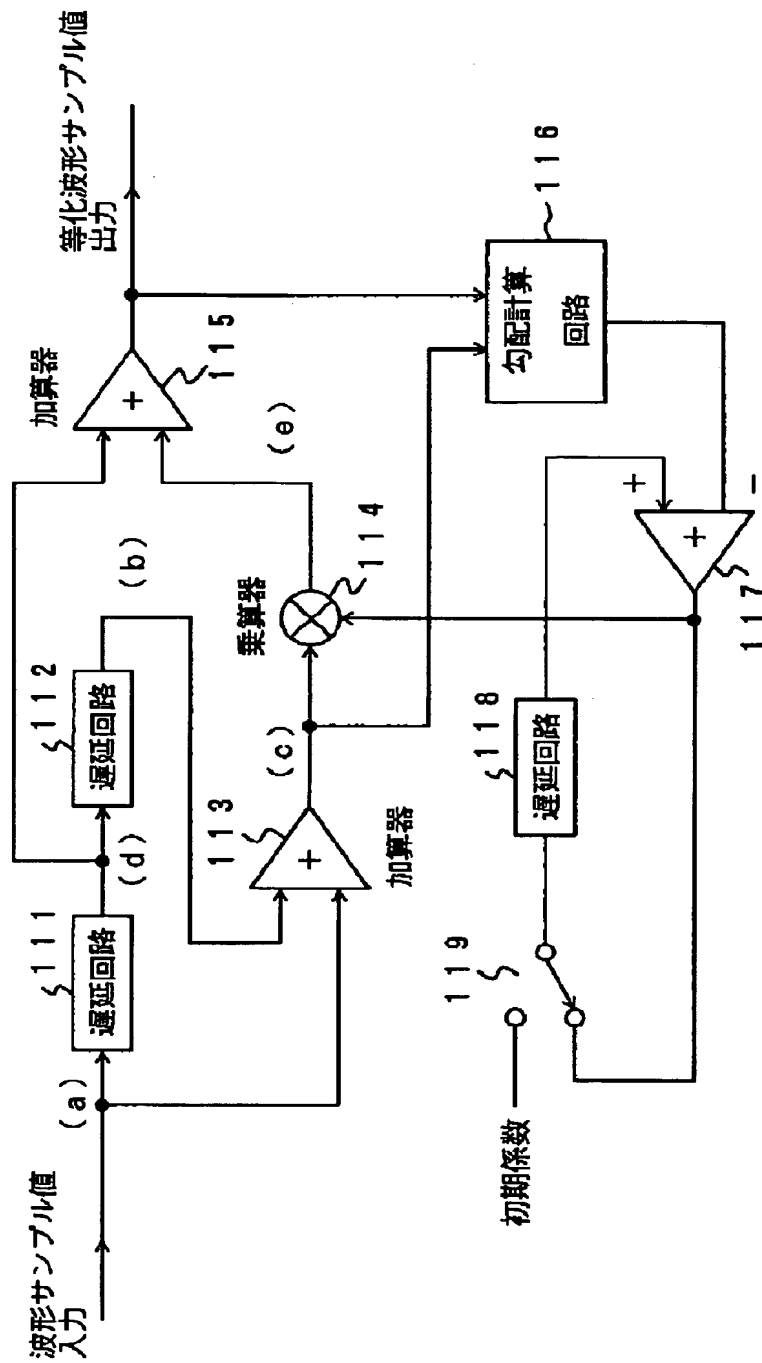 波形サンプル値
入力
(a)
111
遅延回路
(d)
112
遅延回路
(b)
加算器
+
115
等化波形サンプル値
出力
113
+
加算器
(c)
乗算器
114
(e)
勾配計算
回路
116
初期係数
119
118
遅延回路
+
+
−
117